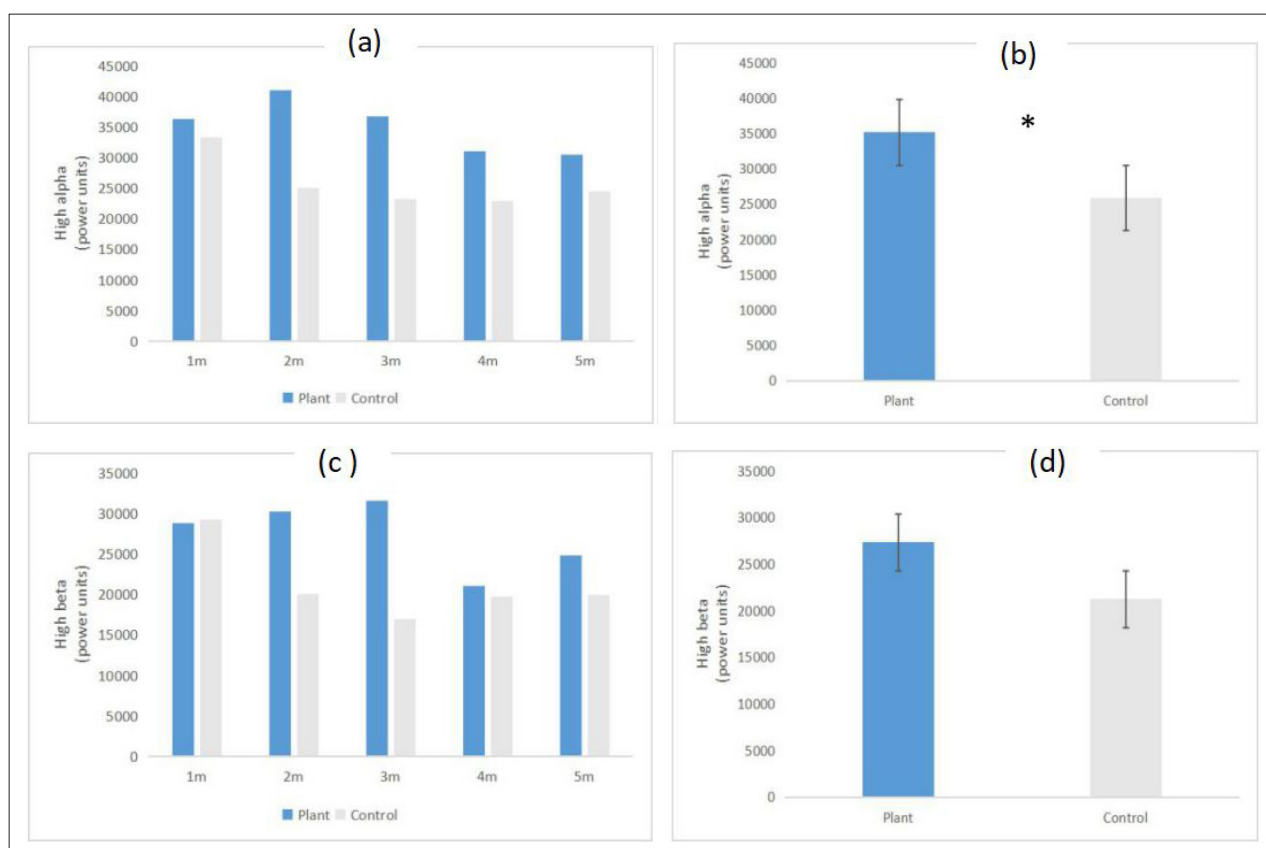 (a)
45000
40000
35000
30000
25000
20000
15000
10000
5000
0
High alpha
(power units)
1m 2m 3m 4m 5m
Plant Control
(b)
45000
40000
35000
30000
25000
20000
15000
10000
5000
0
High alpha
(power units)
*
Plant Control
(c )
35000
30000
25000
20000
15000
10000
5000
0
High beta
(power units)
1m 2m 3m 4m 5m
Plant Control
(d)
35000
30000
25000
20000
15000
10000
5000
0
High beta
(power units)
Plant Control